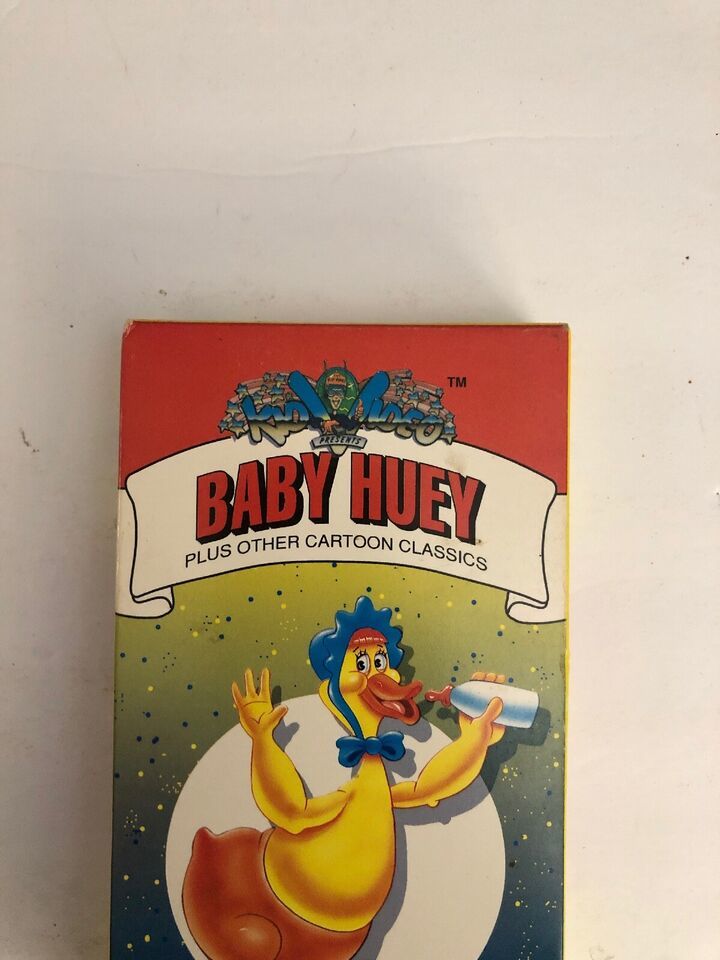 KID VIDEO
TM
PRESENTS
BABY HUEY
PLUS OTHER CARTOON CLASSICS